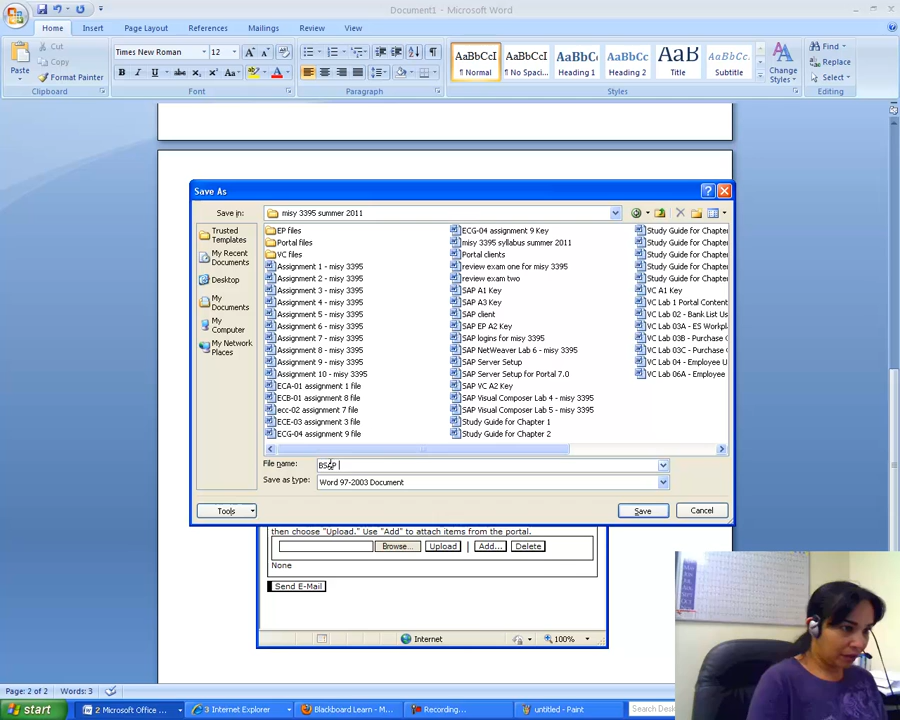 Document1 - Microsoft Word
Home Insert Page Layout References Mailings Review View
Cut
Copy
Format Painter
Paste
Clipboard
Times New Roman 12
Font
Paragraph
AaBbCcI AaBbCcI AaBbC AaBbCc AaB AaBbCc.
¶ Normal ¶ No Spaci... Heading 1 Heading 2 Title Subtitle
Change Styles
Styles
Find
Replace
Select
Editing
Save As
Save in: misy 3395 summer 2011
Trusted Templates
My Recent Documents
Desktop
My Documents
My Computer
My Network Places
EP files
Portal files
VC files
Assignment 1 - misy 3395
Assignment 2 - misy 3395
Assignment 3 - misy 3395
Assignment 4 - misy 3395
Assignment 5 - misy 3395
Assignment 6 - misy 3395
Assignment 7 - misy 3395
Assignment 8 - misy 3395
Assignment 9 - misy 3395
Assignment 10 - misy 3395
ECA-01 assignment 1 file
ECB-01 assignment 8 file
ecc-02 assignment 7 file
ECE-03 assignment 3 file
ECG-04 assignment 9 file
ECG-04 assignment 9 Key
misy 3395 syllabus summer 2011
Portal clients
review exam one for misy 3395
review exam two
SAP A1 Key
SAP A3 Key
SAP client
SAP EP A2 Key
SAP logins for misy 3395
SAP NetWeaver Lab 6 - misy 3395
SAP Server Setup
SAP Server Setup for Portal 7.0
SAP VC A2 Key
SAP Visual Composer Lab 4 - misy 3395
SAP Visual Composer Lab 5 - misy 3395
Study Guide for Chapter 1
Study Guide for Chapter 2
Study Guide for Chapter
Study Guide for Chapter
Study Guide for Chapter
Study Guide for Chapter
Study Guide for Chapter
VC A1 Key
VC Lab 1 Portal Content
VC Lab 02 - Bank List Us
VC Lab 03A - ES Workpl
VC Lab 03B - Purchase
VC Lab 03C - Purchase
VC Lab 04 - Employee U
VC Lab 06A - Employee
File name:
Save as type: Word 97-2003 Document
Tools Save Cancel
then choose "Upload." Use "Add" to attach items from the portal.
Browse... Upload | Add... Delete
None
Send E-Mail
Internet 100%
Page: 2 of 2 Words: 3
start 2 Microsoft Office ... 3 Internet Explorer Blackboard Learn - M... Recording... untitled - Paint Search Des